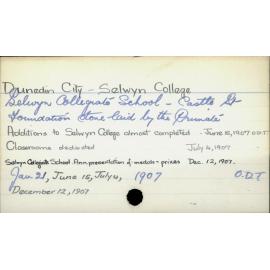 Dunedin City - Selwyn College
Selwyn Collegiate School - Castle St
Foundation Stone laid by the Primate
Additions to Selwyn College almost completed - June 15, 1907 O.D.T
Classrooms dedicated July 4, 1907 -
Selwyn Collegiate School Ann. presentation of medals - prizes Dec. 12, 1907.
Jan 21, June 15, July 4, 1907 O.D.T
December 12, 1907